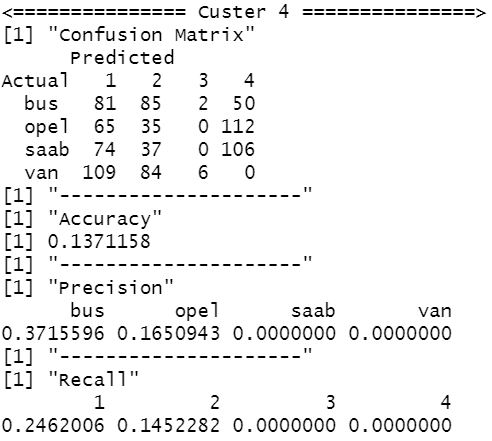 <=============== Custer 4 ===============>
[1] "Confusion Matrix"
      Predicted
Actual   1   2   3   4
  bus   81  85   2  50
  opel  65  35   0 112
  saab  74  37   0 106
  van  109  84   6   0
[1] "----------------------"
[1] "Accuracy"
[1] 0.1371158
[1] "----------------------"
[1] "Precision"
      bus      opel      saab       van
0.3715596 0.1650943 0.0000000 0.0000000
[1] "----------------------"
[1] "Recall"
        1         2         3         4
0.2462006 0.1452282 0.0000000 0.0000000